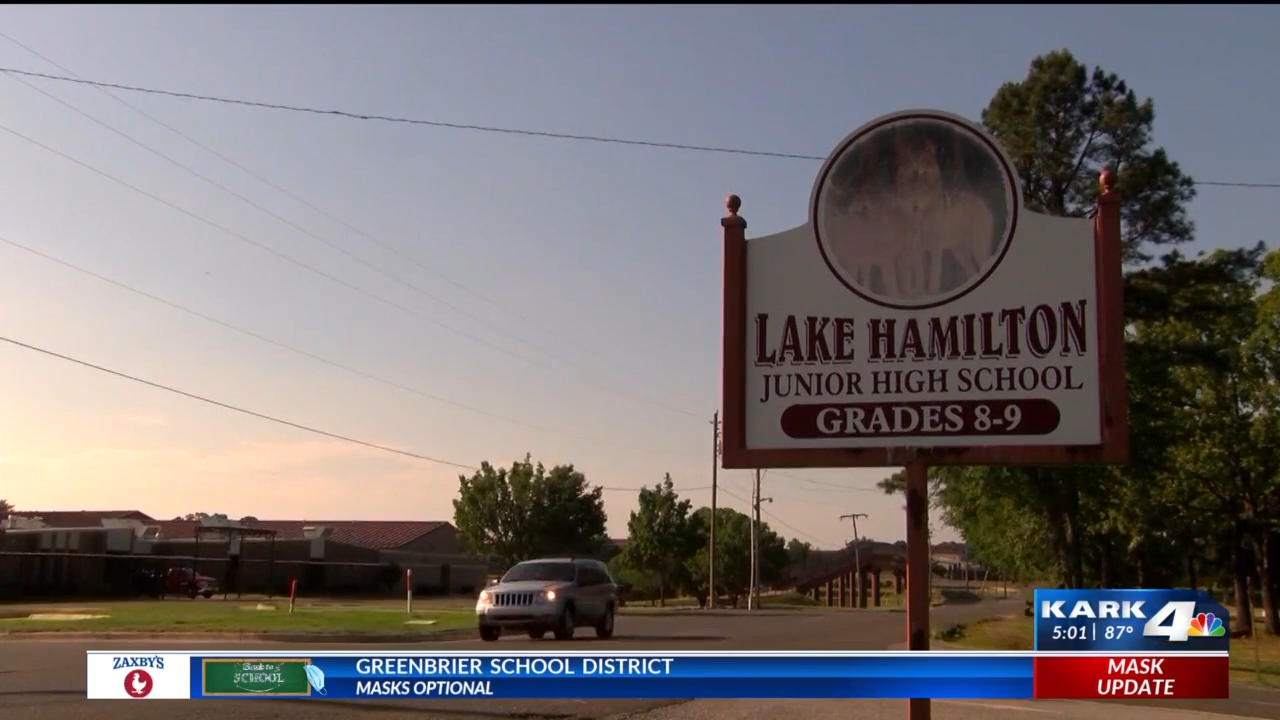 LAKE HAMILTON
JUNIOR HIGH SCHOOL
GRADES 8-9
KARK 4
5:01 | 87°
ZAXBY'S
Back to
SCHOOL
GREENBRIER SCHOOL DISTRICT
MASKS OPTIONAL
MASK
UPDATE